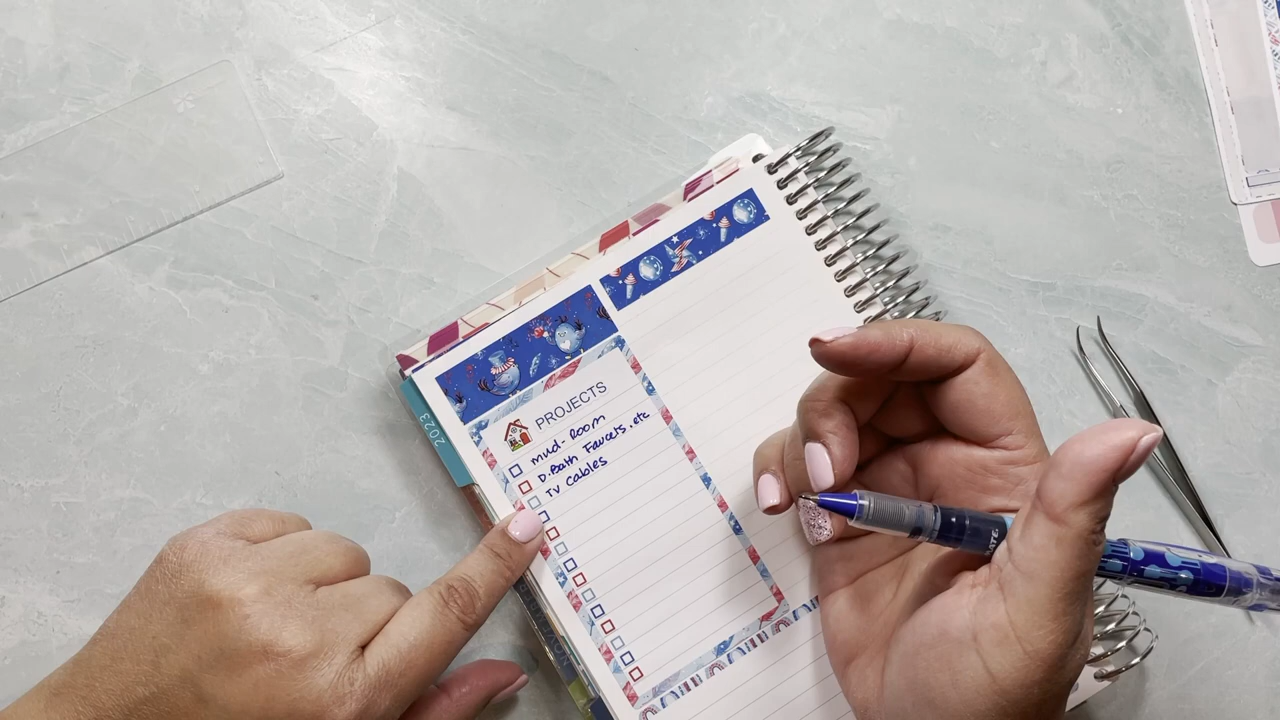 2023
PROJECTS
mud-Room
D.Bath Faucets.etc
TV Cables